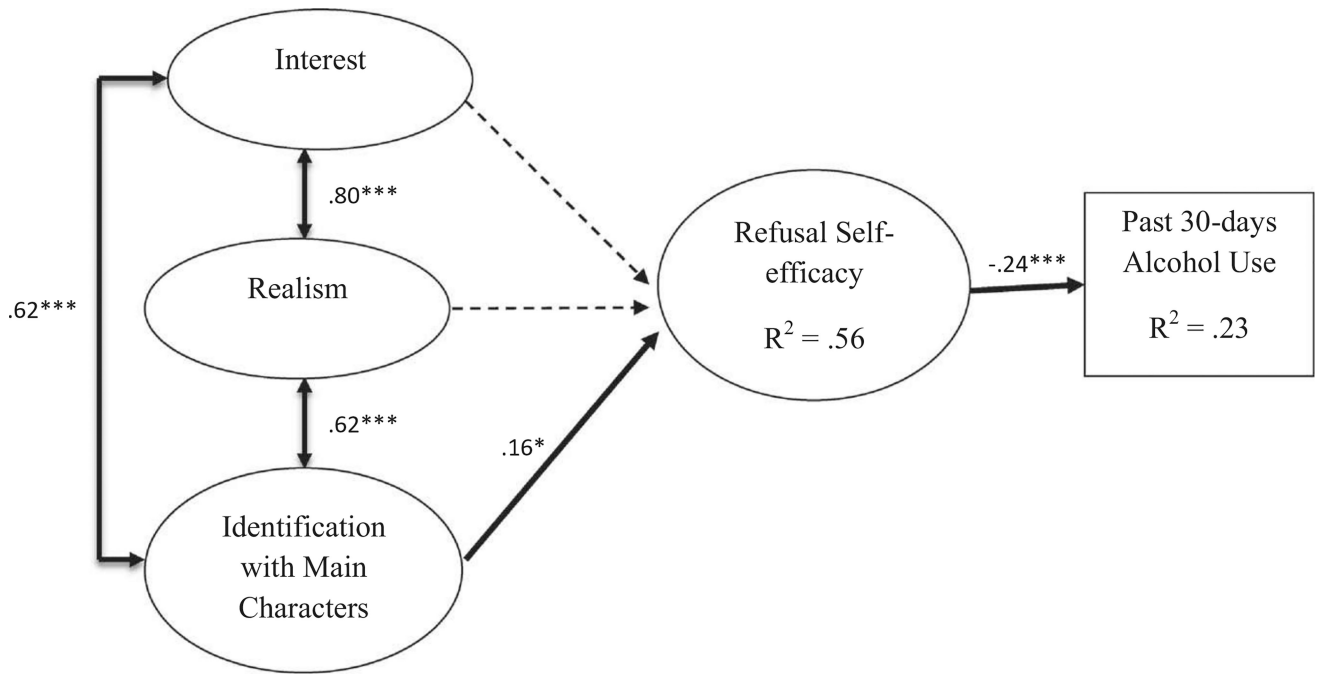 Interest
.80***
Realism
.62***
.62***
Identification
with Main
Characters
.16*
Refusal Self-
efficacy
R² = .56
-.24***
Past 30-days
Alcohol Use
R² = .23